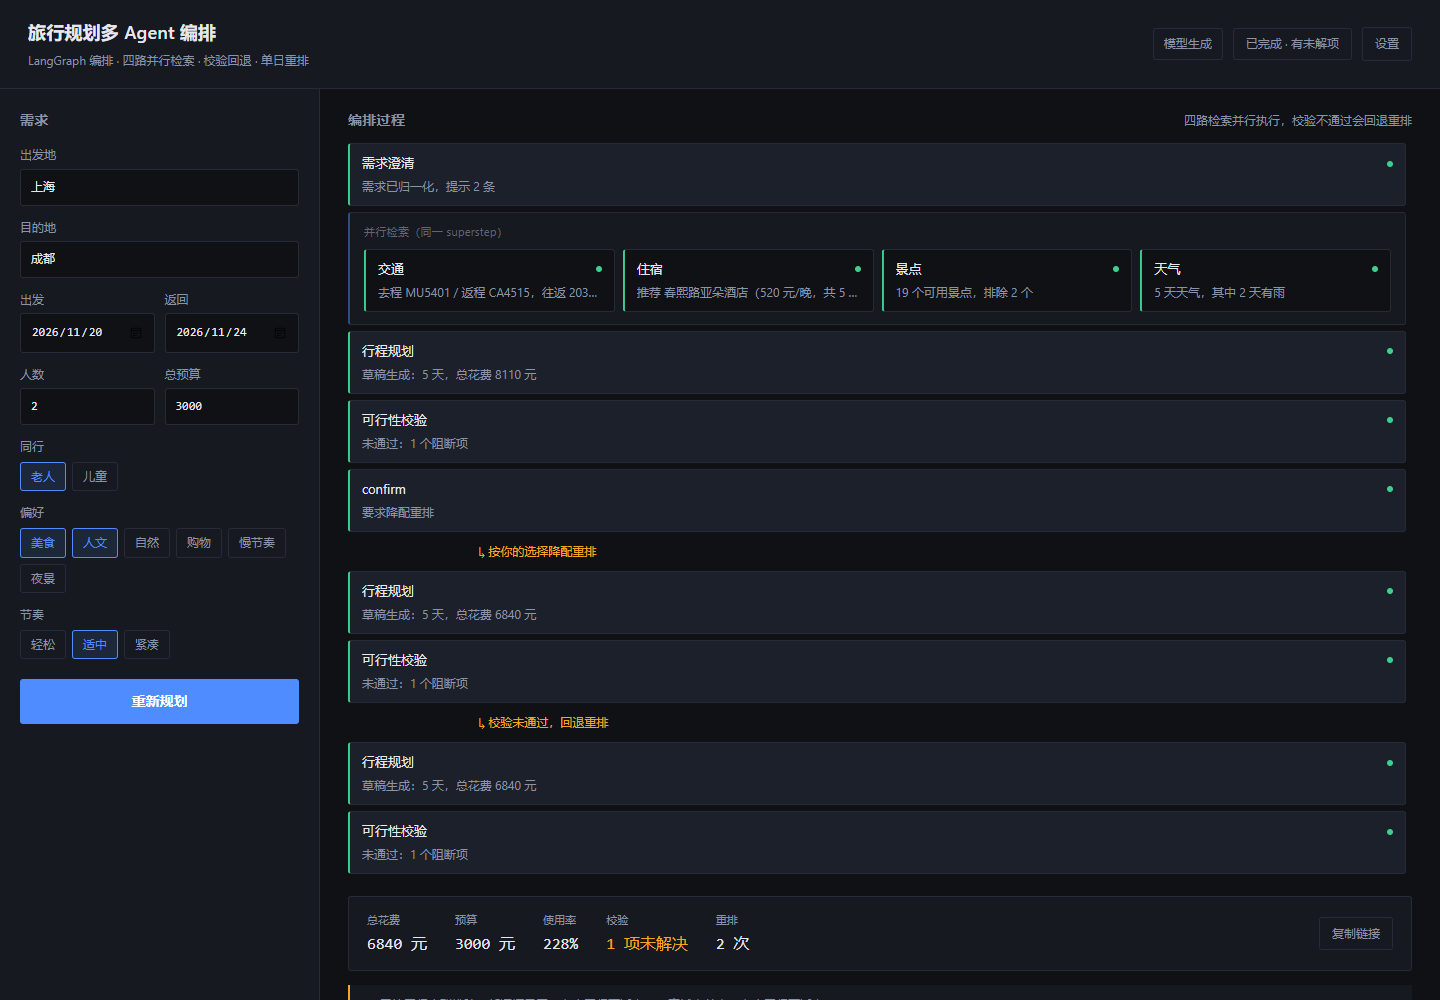 旅行规划多 Agent 编排
LangGraph 编排 · 四路并行检索 · 校验回退 · 单日重排
模型生成
已完成 · 有未解项
设置
需求
出发地
上海
目的地
成都
出发
返回
2026/11/20
2026/11/24
人数
总预算
2
3000
同行
老人
儿童
偏好
美食
人文
自然
购物
慢节奏
夜景
节奏
轻松
适中
紧凑
重新规划
编排过程
四路检索并行执行，校验不通过会回退重排
需求澄清
需求已归一化，提示 2 条
并行检索（同一 superstep）
交通
去程 MU5401 / 返程 CA4515，往返 203...
住宿
推荐 春熙路亚朵酒店（520 元/晚，共 5 ...
景点
19 个可用景点，排除 2 个
天气
5 天天气，其中 2 天有雨
行程规划
草稿生成：5 天，总花费 8110 元
可行性校验
未通过：1 个阻断项
confirm
要求降配重排
↳ 按你的选择降配重排
行程规划
草稿生成：5 天，总花费 6840 元
可行性校验
未通过：1 个阻断项
↳ 校验未通过，回退重排
行程规划
草稿生成：5 天，总花费 6840 元
可行性校验
未通过：1 个阻断项
总花费
预算
使用率
校验
重排
6840 元
3000 元
228%
1 项未解决
2 次
复制链接